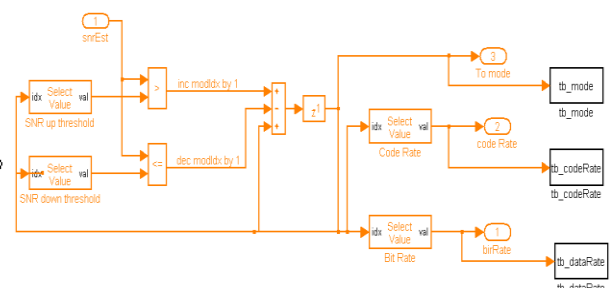 1
snrEst
idx Select Value val
SNR up threshold
>
inc modIdx by 1
+
-
+
z-1
3
To mode
tb_mode
tb_mode
idx Select Value val
Code Rate
2
code Rate
tb_codeRate
tb_codeRate
idx Select Value val
SNR down threshold
<=
dec modIdx by 1
idx Select Value val
Bit Rate
1
birRate
tb_dataRate
tb_dataRate